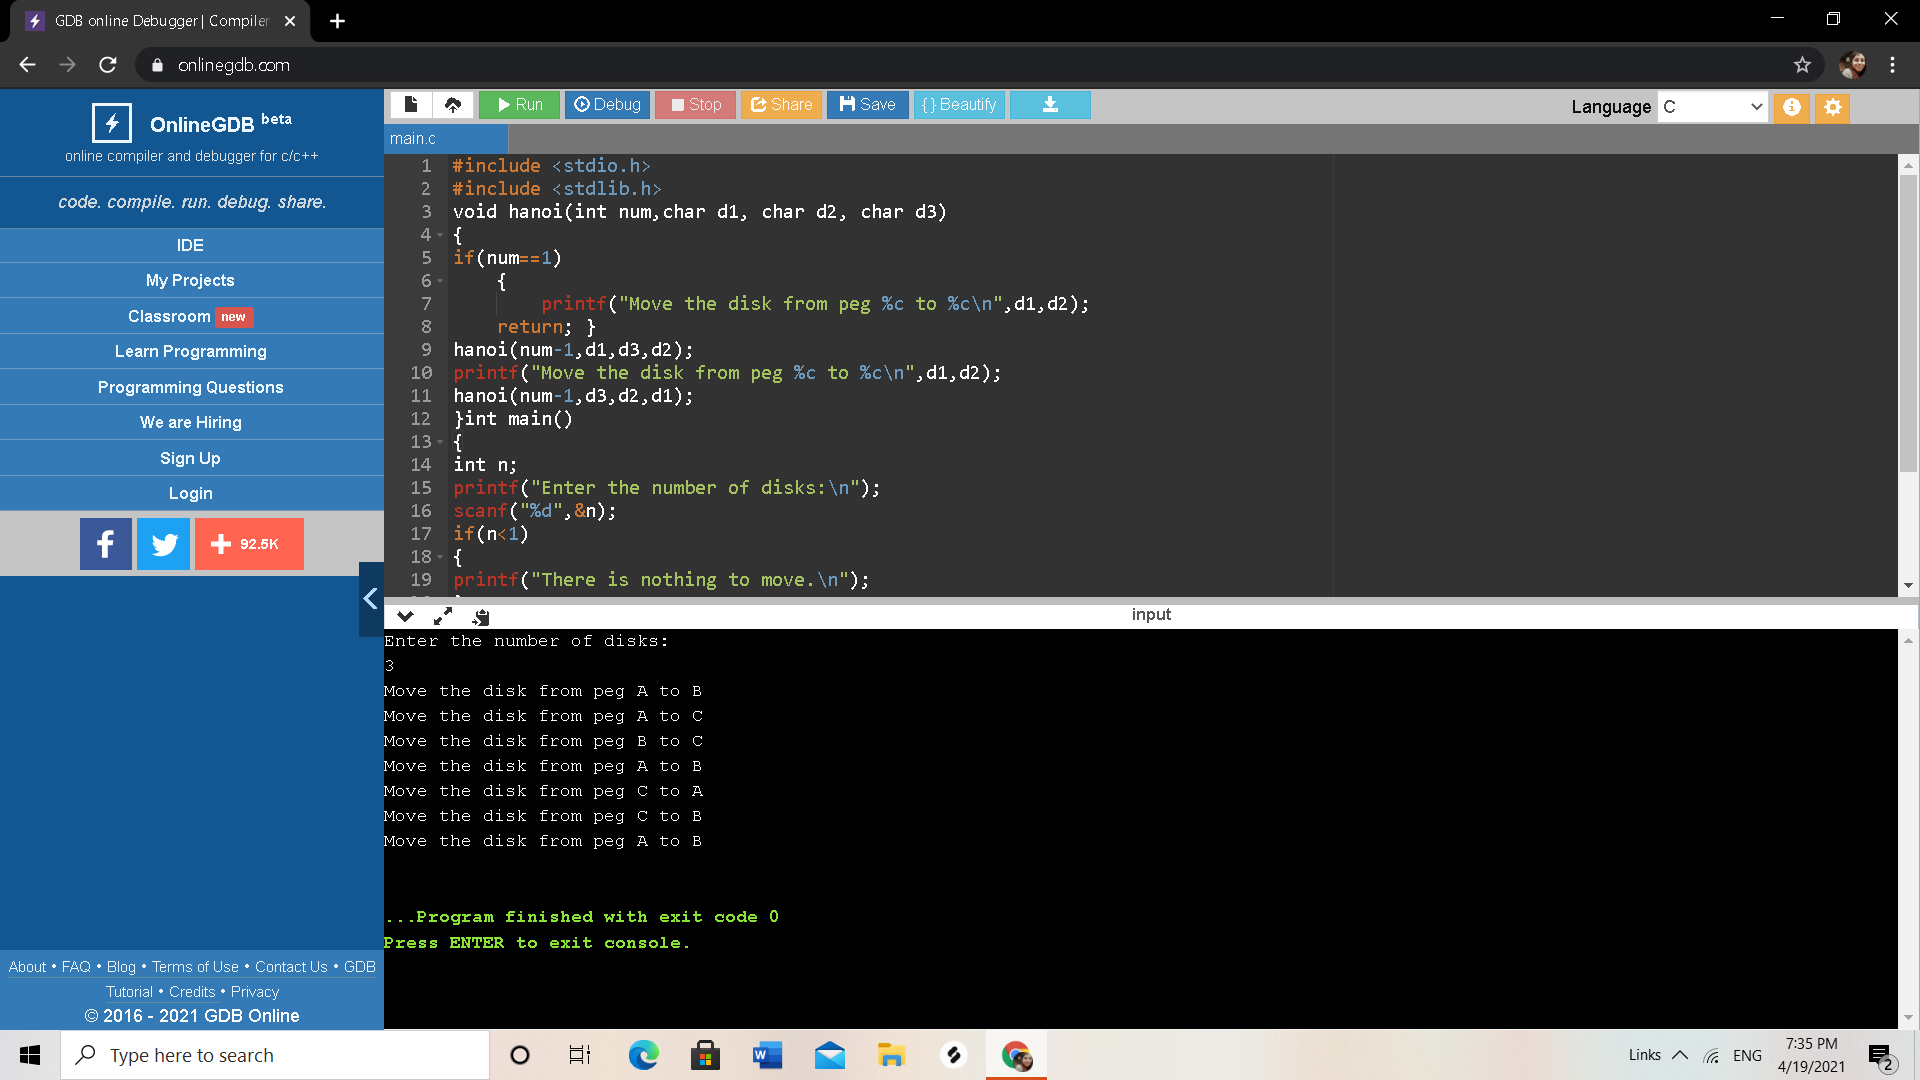 GDB online Debugger | Compiler
onlinegdb.com
OnlineGDB beta
online compiler and debugger for c/c++
code. compile. run. debug. share.
IDE
My Projects
Classroom new
Learn Programming
Programming Questions
We are Hiring
Sign Up
Login
92.5K
About • FAQ • Blog • Terms of Use • Contact Us • GDB
Tutorial • Credits • Privacy
© 2016 - 2021 GDB Online
Run Debug Stop Share Save {} Beautify
Language C
main.c
1 #include <stdio.h>
2 #include <stdlib.h>
3 void hanoi(int num,char d1, char d2, char d3)
4 {
5 if(num==1)
6 {
7 printf("Move the disk from peg %c to %c\n",d1,d2);
8 return; }
9 hanoi(num-1,d1,d3,d2);
10 printf("Move the disk from peg %c to %c\n",d1,d2);
11 hanoi(num-1,d3,d2,d1);
12 }int main()
13 {
14 int n;
15 printf("Enter the number of disks:\n");
16 scanf("%d",&n);
17 if(n<1)
18 {
19 printf("There is nothing to move.\n");
input
Enter the number of disks:
3
Move the disk from peg A to B
Move the disk from peg A to C
Move the disk from peg B to C
Move the disk from peg A to B
Move the disk from peg C to A
Move the disk from peg C to B
Move the disk from peg A to B
...Program finished with exit code 0
Press ENTER to exit console.
Type here to search
Links
ENG
7:35 PM
4/19/2021
2